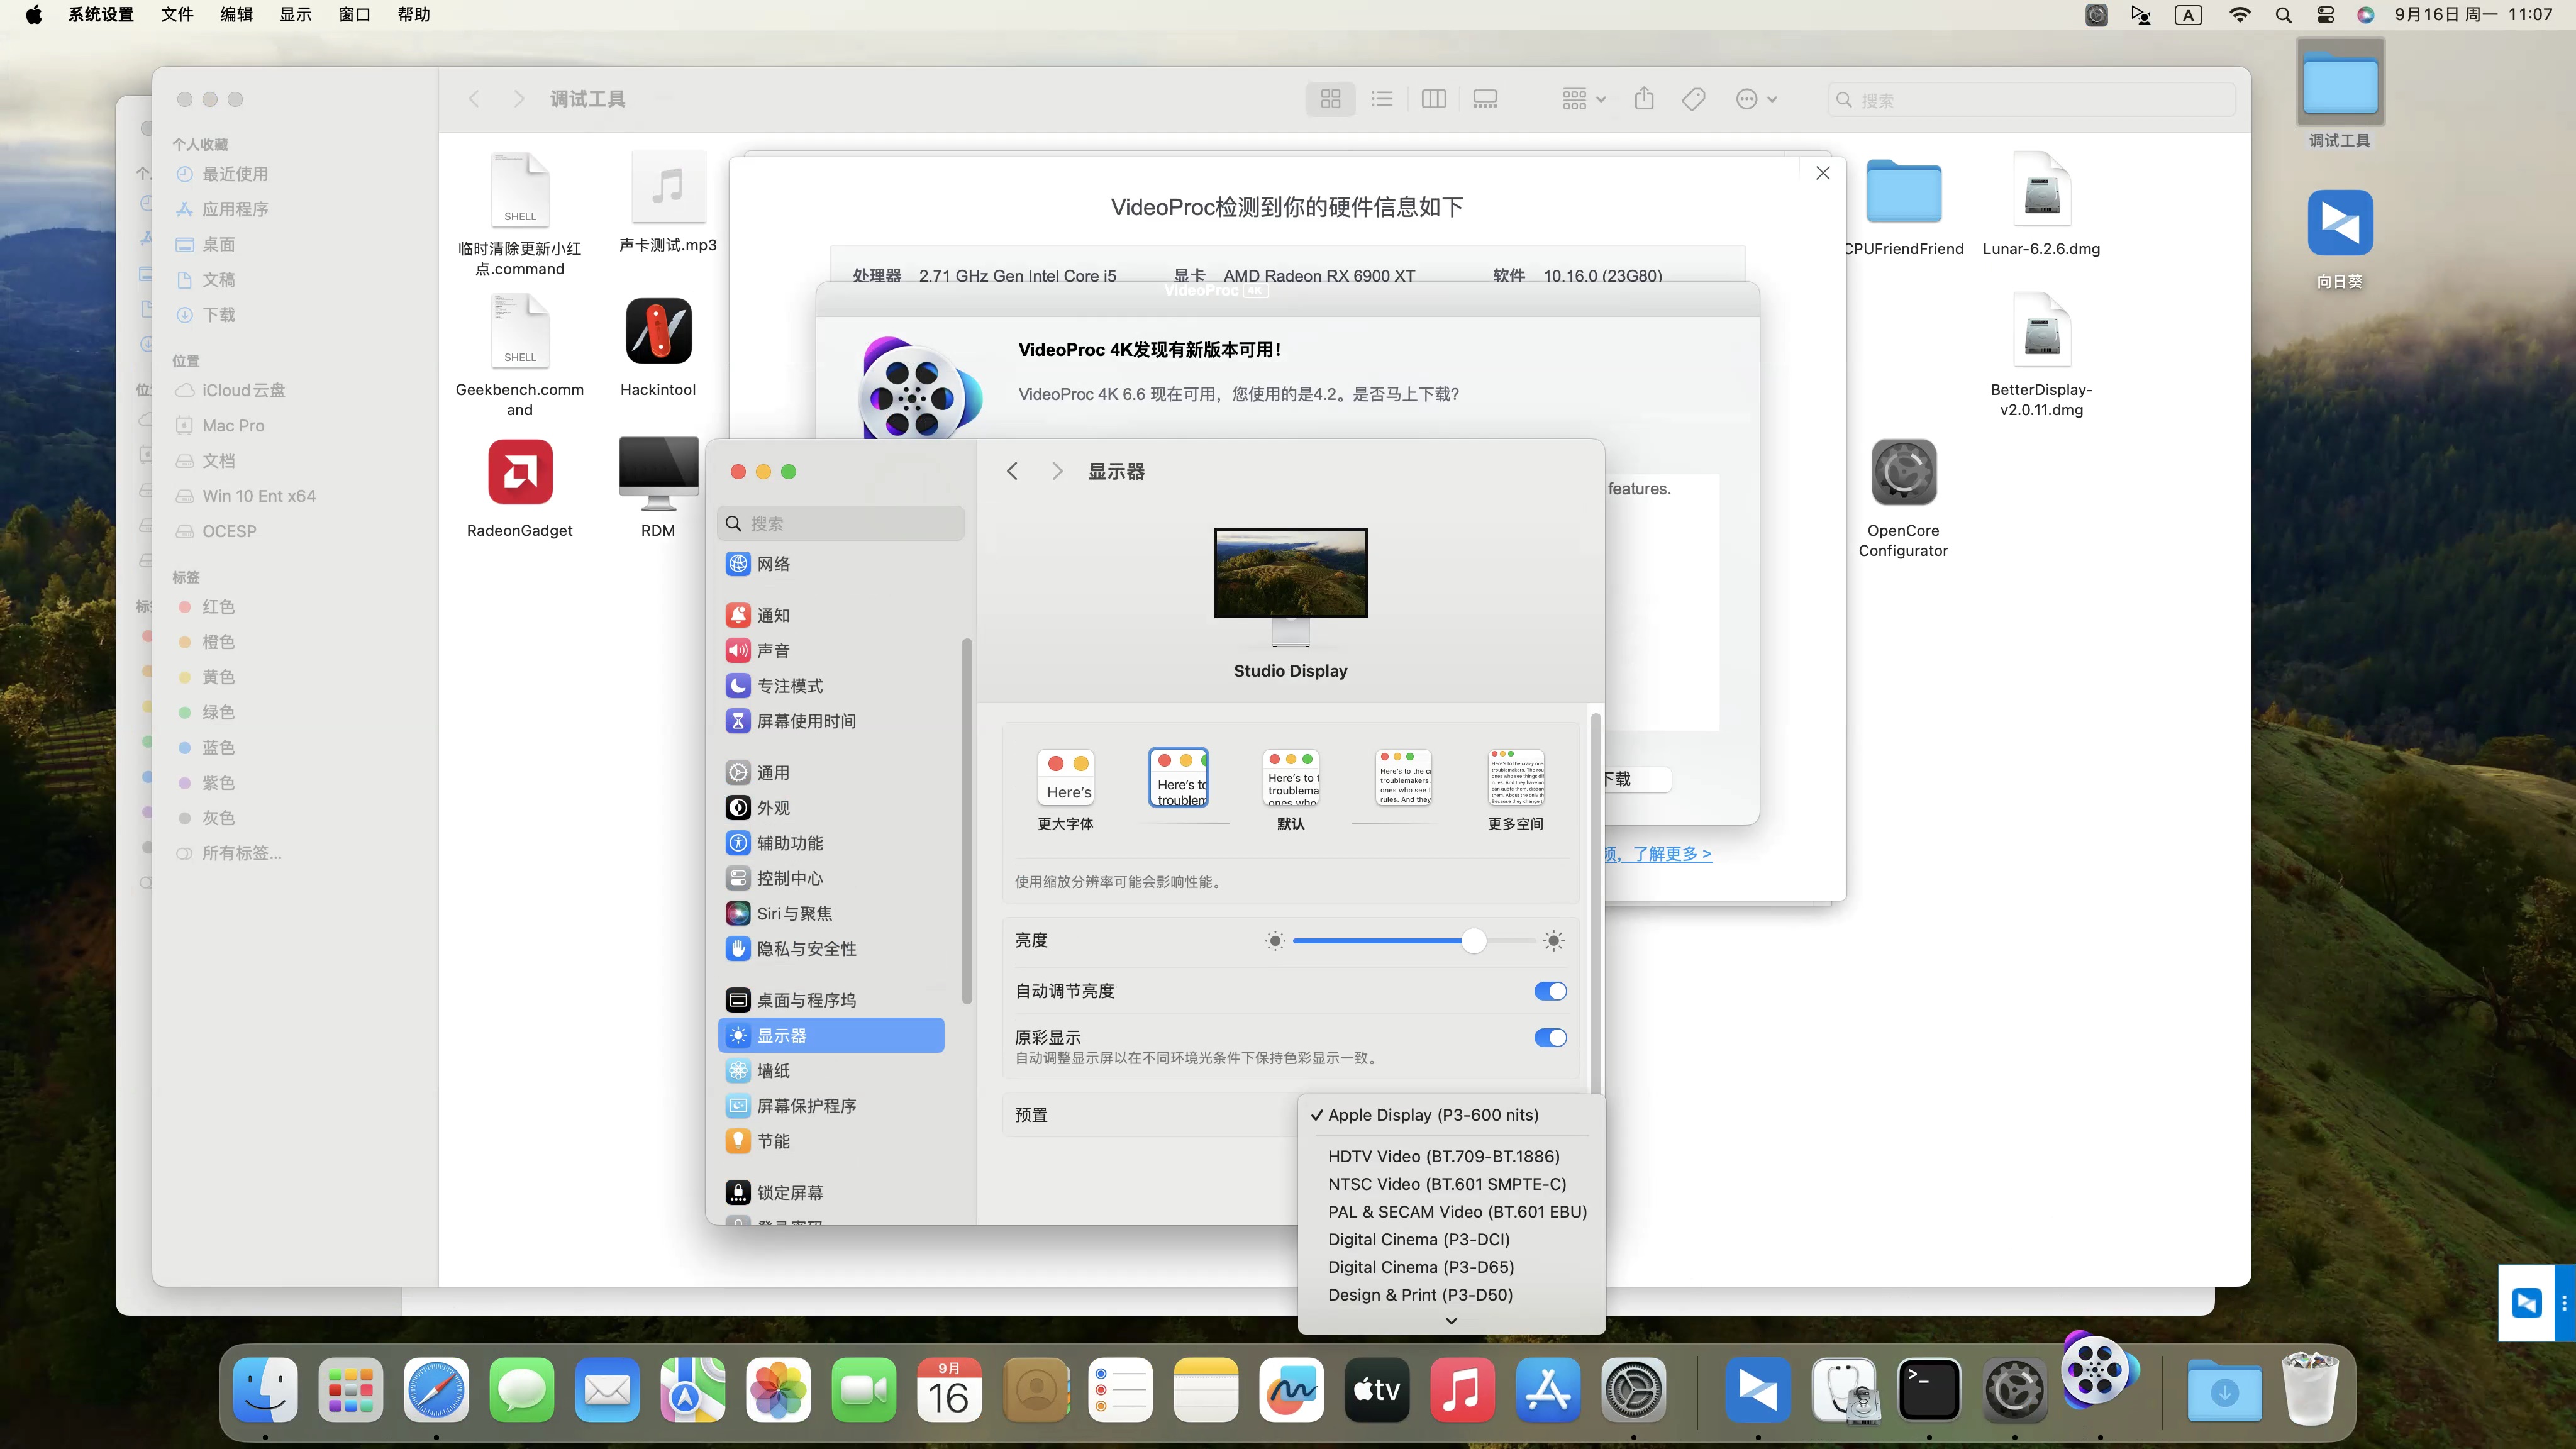 系统设置 文件 编辑 显示 窗口 帮助
A
9月16日 周一 11:07
调试工具
搜索
调试工具
向日葵
个人收藏
最近使用
应用程序
桌面
文稿
下载
位置
iCloud云盘
Mac Pro
文档
Win 10 Ent x64
OCESP
标签
红色
橙色
黄色
绿色
蓝色
紫色
灰色
所有标签...
SHELL
临时清除更新小红
点.command
声卡测试.mp3
SHELL
Geekbench.comm
and
Hackintool
RadeonGadget
RDM
CPUFriendFriend
Lunar-6.2.6.dmg
BetterDisplay-
v2.0.11.dmg
OpenCore
Configurator
VideoProc检测到你的硬件信息如下
处理器 2.71 GHz Gen Intel Core i5 显卡 AMD Radeon RX 6900 XT 软件 10.16.0 (23G80)
VideoProc 4K
VideoProc 4K发现有新版本可用!
VideoProc 4K 6.6 现在可用，您使用的是4.2。是否马上下载?
features.
下载
频，了解更多 >
搜索
网络
通知
声音
专注模式
屏幕使用时间
通用
外观
辅助功能
控制中心
Siri与聚焦
隐私与安全性
桌面与程序坞
显示器
墙纸
屏幕保护程序
节能
锁定屏幕
显示器
Studio Display
Here's
Here's to
troublem
Here's to t
troublema
ones who
Here's to the cr
troublemakers.
ones who see t
rules. And they
更大字体
默认
更多空间
使用缩放分辨率可能会影响性能。
亮度
自动调节亮度
原彩显示
自动调整显示屏以在不同环境光条件下保持色彩显示一致。
预置
Apple Display (P3-600 nits)
HDTV Video (BT.709-BT.1886)
NTSC Video (BT.601 SMPTE-C)
PAL & SECAM Video (BT.601 EBU)
Digital Cinema (P3-DCI)
Digital Cinema (P3-D65)
Design & Print (P3-D50)
9月
16
tv
>_